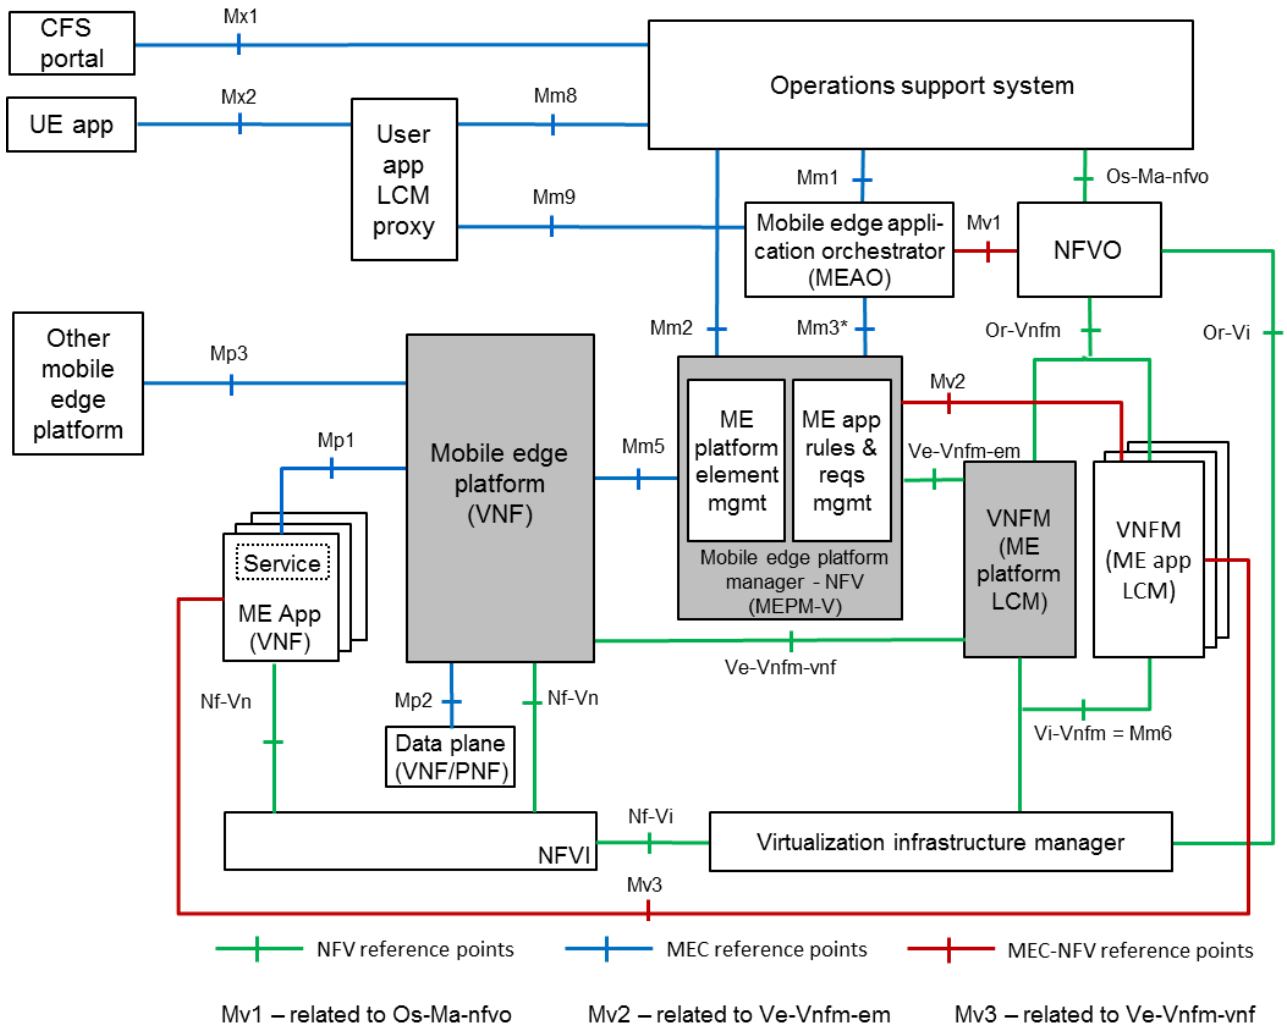 CFS
portal
Mx1
Operations support system
UE app
Mx2
User
app
LCM
proxy
Mm8
Mm9
Mm1
Os-Ma-nfvo
Mobile edge appli-
cation orchestrator
(MEAO)
Mv1
NFVO
Other
mobile
edge
platform
Mp3
Mobile edge
platform
(VNF)
Mm2
Mm3*
Or-Vnfm
Or-Vi
Mv2
Mp1
Mm5
ME
platform
element
mgmt
ME app
rules &
reqs
mgmt
Mobile edge platform
manager - NFV
(MEPM-V)
Ve-Vnfm-em
VNFM
(ME
platform
LCM)
VNFM
(ME app
LCM)
Service
ME App
(VNF)
Ve-Vnfm-vnf
Nf-Vn
Mp2
Nf-Vn
Vi-Vnfm = Mm6
Data plane
(VNF/PNF)
NFVI
Nf-Vi
Virtualization infrastructure manager
Mv3
NFV reference points
MEC reference points
MEC-NFV reference points
Mv1 – related to Os-Ma-nfvo
Mv2 – related to Ve-Vnfm-em
Mv3 – related to Ve-Vnfm-vnf